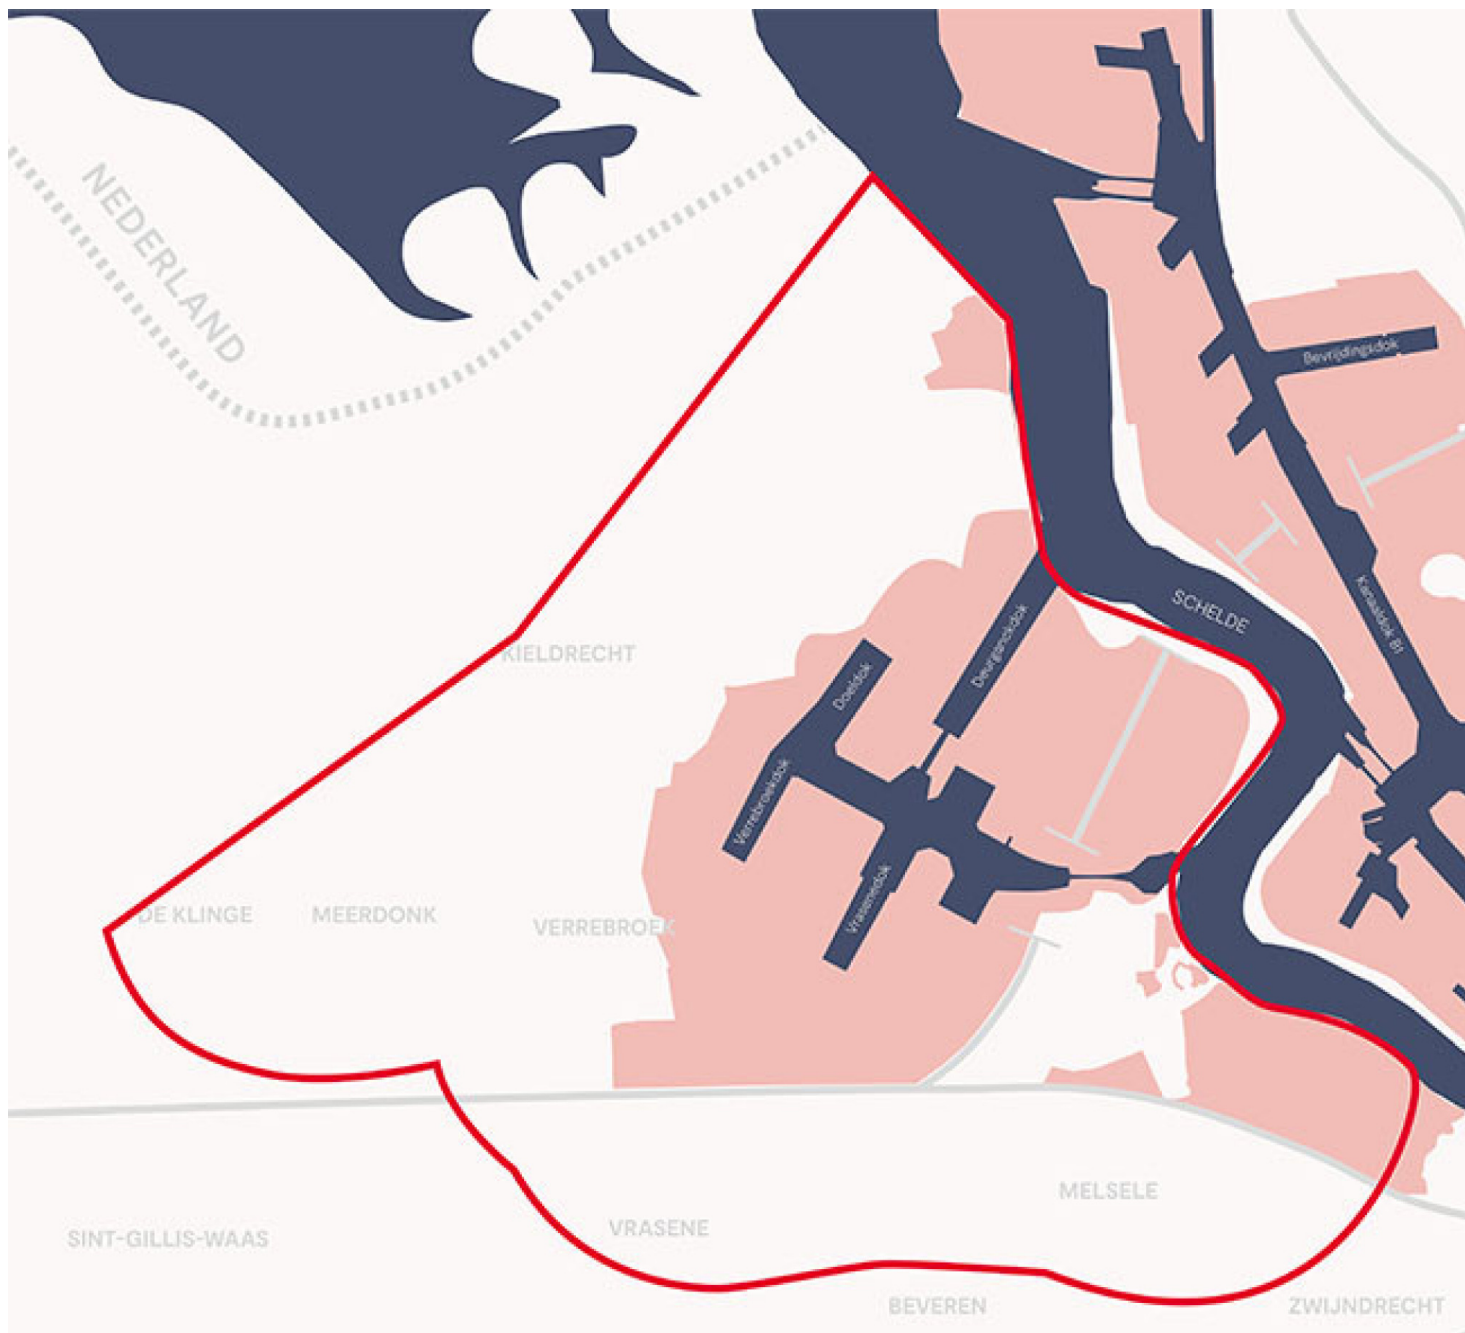 NEDERLAND
Bevrijdingsdok
Kanaaldok B1
SCHELDE
Deurganckdok
KIELDRECHT
Doeldok
Verrebroekdok
Vrasenedok
DE KLINGE
MEERDONK
VERREBROEK
MELSELE
VRASENE
SINT-GILLIS-WAAS
BEVEREN
ZWIJNDRECHT